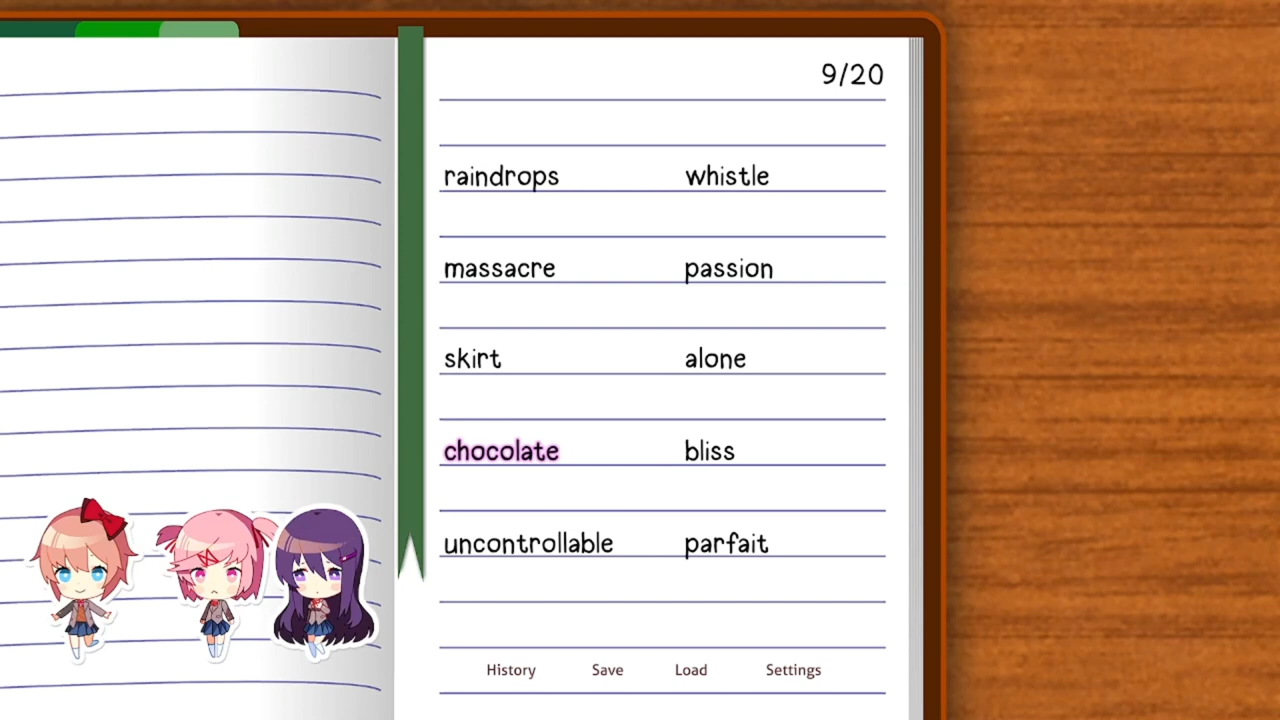 9/20
raindrops whistle
massacre passion
skirt alone
chocolate bliss
uncontrollable parfait
History Save Load Settings